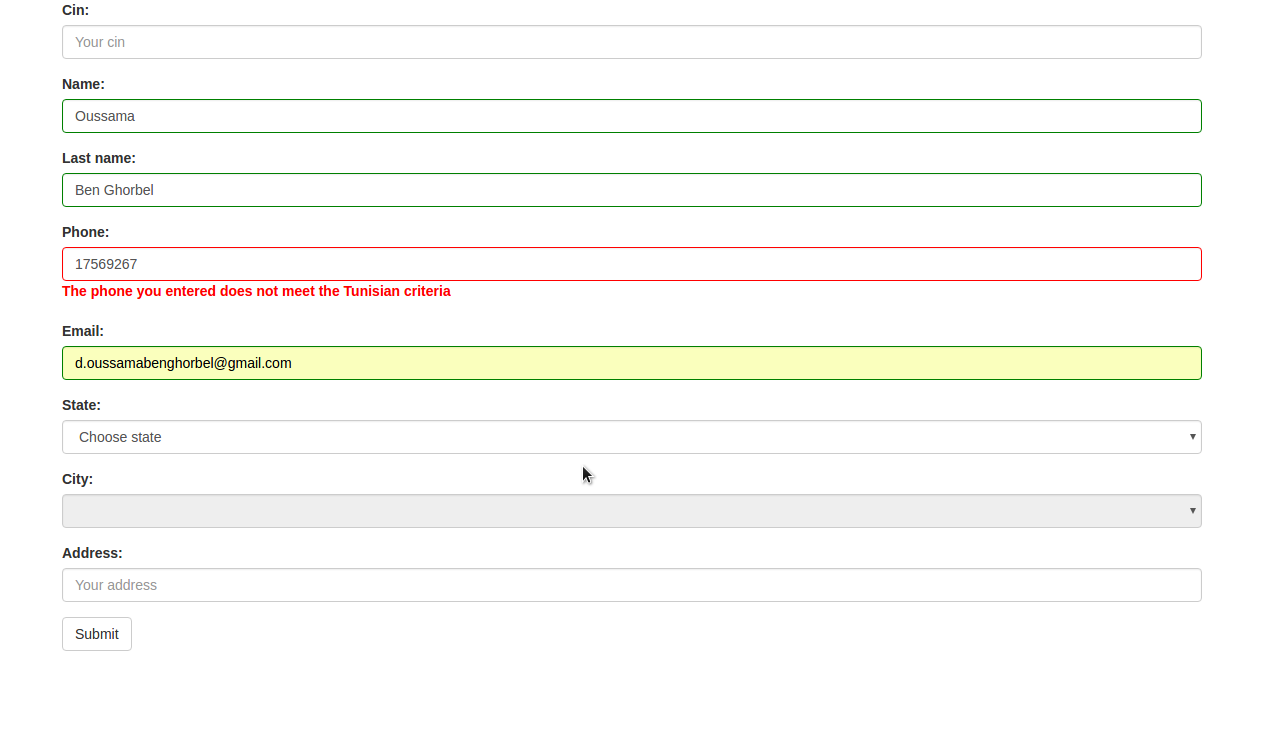 Cin:
Your cin
Name:
Oussama
Last name:
Ben Ghorbel
Phone:
17569267
The phone you entered does not meet the Tunisian criteria
Email:
d.oussamabenghorbel@gmail.com
State:
Choose state
City:
Address:
Your address
Submit